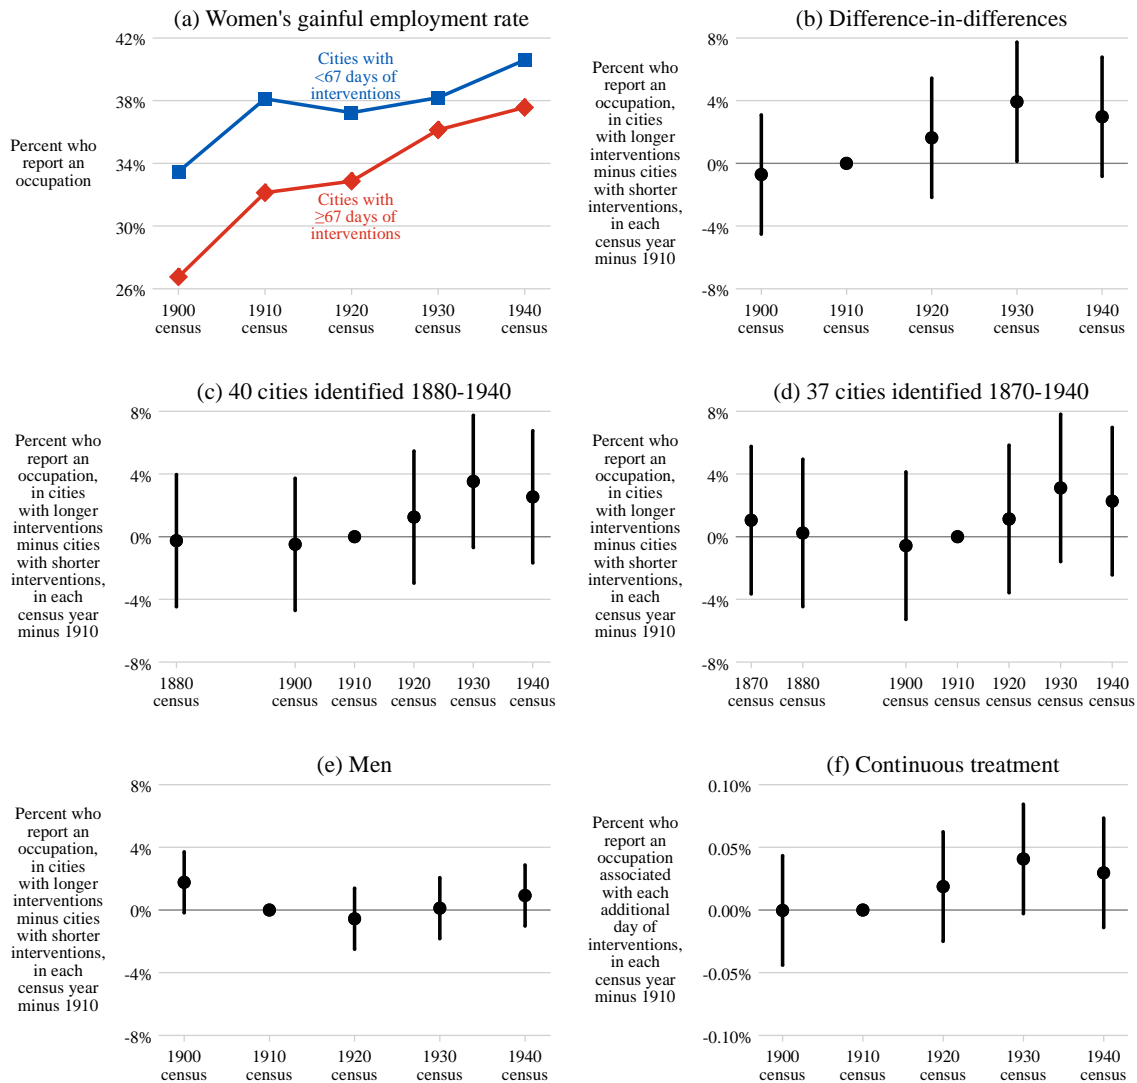 (a) Women's gainful employment rate
42%
38%
34%
30%
26%
Percent who
report an
occupation
Cities with
<67 days of
interventions
Cities with
≥67 days of
interventions
1900 1910 1920 1930 1940
census census census census census
(b) Difference-in-differences
Percent who
report an
occupation,
in cities
with longer
interventions
minus cities
with shorter
interventions,
in each
census year
minus 1910
8%
4%
0%
-4%
-8%
1900 1910 1920 1930 1940
census census census census census
(c) 40 cities identified 1880-1940
Percent who
report an
occupation,
in cities
with longer
interventions
minus cities
with shorter
interventions,
in each
census year
minus 1910
8%
4%
0%
-4%
-8%
1880 1900 1910 1920 1930 1940
census census census census census census
(d) 37 cities identified 1870-1940
Percent who
report an
occupation,
in cities
with longer
interventions
minus cities
with shorter
interventions,
in each
census year
minus 1910
8%
4%
0%
-4%
-8%
1870 1880 1900 1910 1920 1930 1940
census census census census census census census
(e) Men
Percent who
report an
occupation,
in cities
with longer
interventions
minus cities
with shorter
interventions,
in each
census year
minus 1910
8%
4%
0%
-4%
-8%
1900 1910 1920 1930 1940
census census census census census
(f) Continuous treatment
Percent who
report an
occupation
associated
with each
additional
day of
interventions,
in each
census year
minus 1910
0.10%
0.05%
0.00%
-0.05%
-0.10%
1900 1910 1920 1930 1940
census census census census census